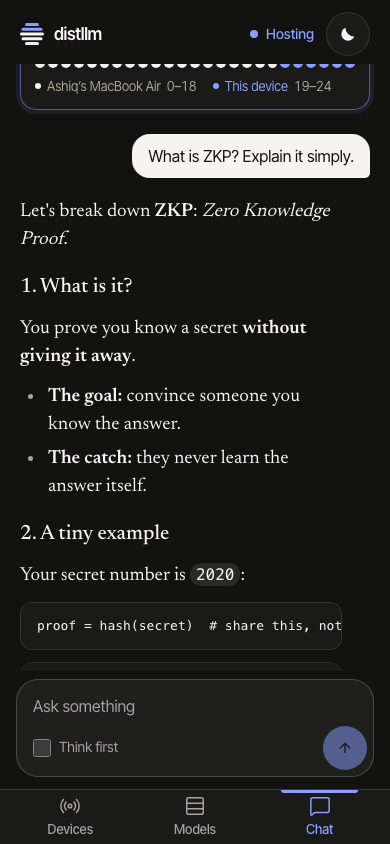 distllm
Hosting
Ashiq's MacBook Air 0–18 This device 19–24
What is ZKP? Explain it simply.
Let's break down ZKP: Zero Knowledge
Proof.
1. What is it?
You prove you know a secret without
giving it away.
• The goal: convince someone you
know the answer.
• The catch: they never learn the
answer itself.
2. A tiny example
Your secret number is 2020:
proof = hash(secret)  # share this, not
Ask something
Think first
Devices
Models
Chat